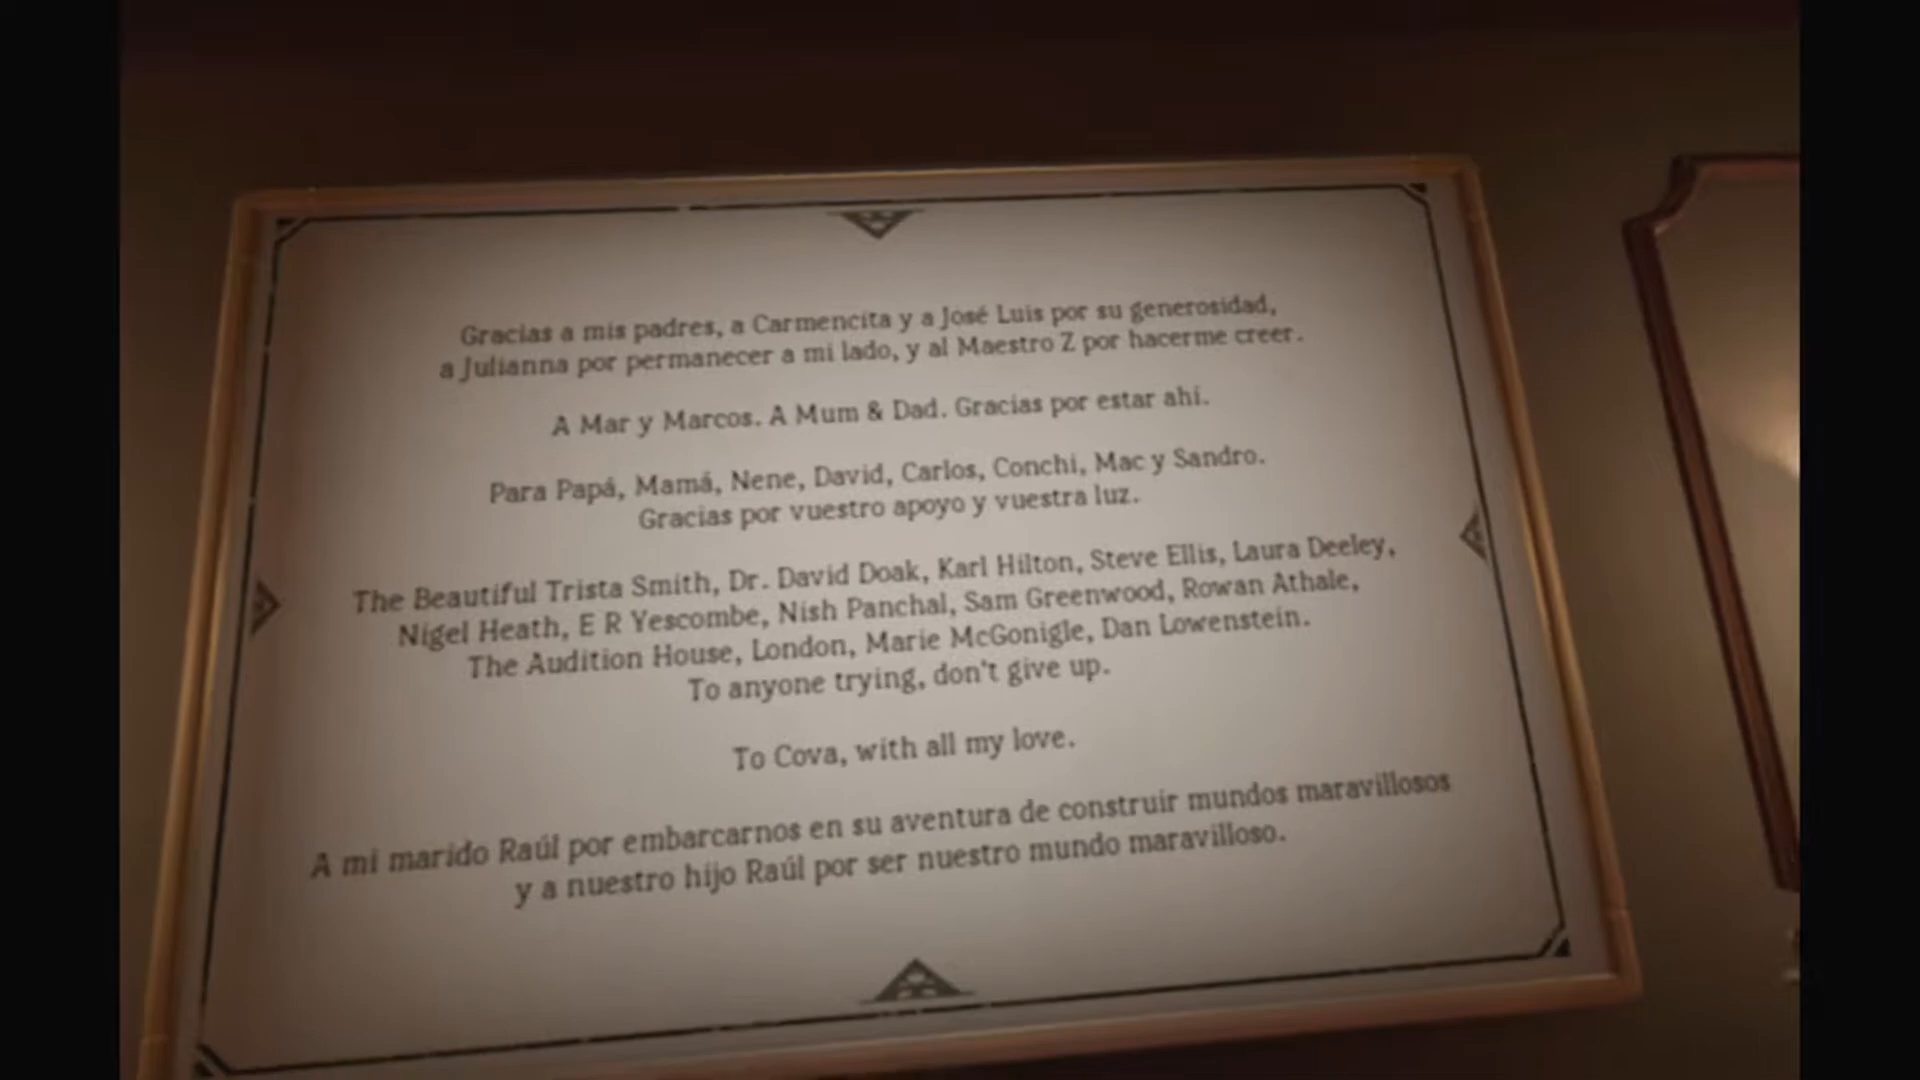 Gracias a mis padres, a Carmencita y a José Luis por su generosidad,
a Julianna por permanecer a mi lado, y al Maestro Z por hacerme creer.
A Mar y Marcos. A Mum & Dad. Gracias por estar ahí.
Para Papá, Mamá, Nene, David, Carlos, Conchi, Mac y Sandro.
Gracias por vuestro apoyo y vuestra luz.
The Beautiful Trista Smith, Dr. David Doak, Karl Hilton, Steve Ellis, Laura Deeley,
Nigel Heath, E R Yescombe, Nish Panchal, Sam Greenwood, Rowan Athale,
The Audition House, London, Marie McGonigle, Dan Lowenstein.
To anyone trying, don't give up.
To Cova, with all my love.
A mi marido Raúl por embarcarnos en su aventura de construir mundos maravillosos
y a nuestro hijo Raúl por ser nuestro mundo maravilloso.